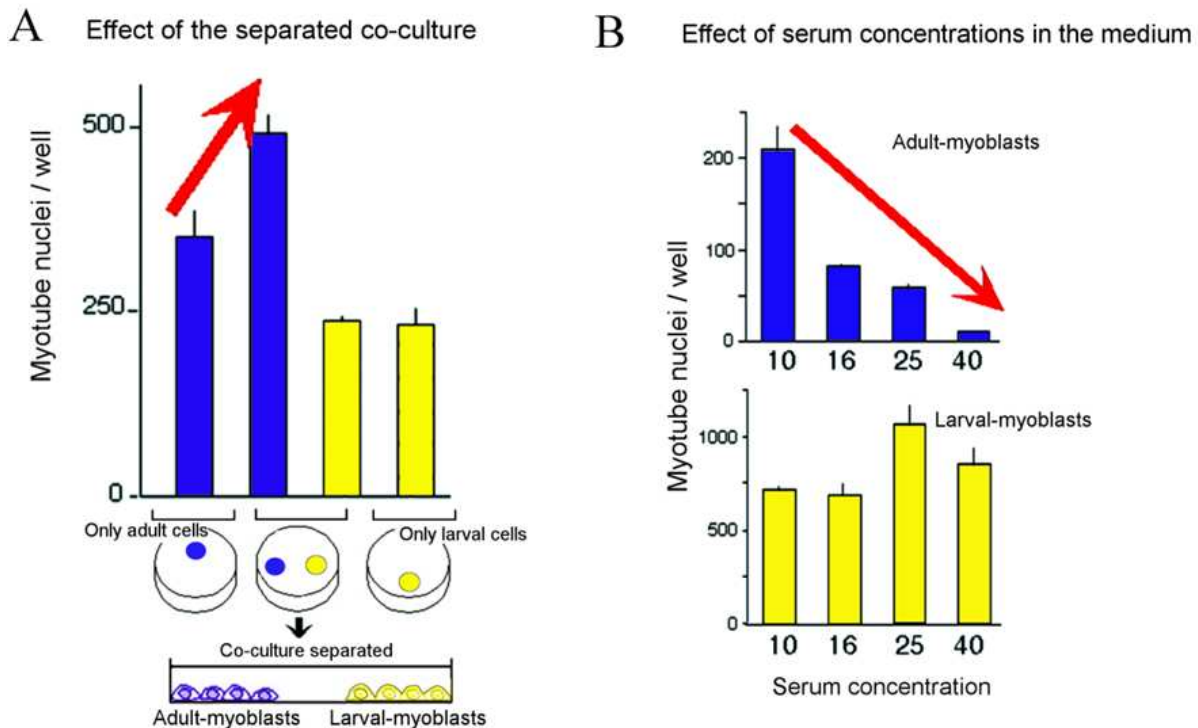 A
Effect of the separated co-culture
Myotube nuclei / well
500
250
0
Only adult cells
Only larval cells
Co-culture separated
Adult-myoblasts
Larval-myoblasts
B
Effect of serum concentrations in the medium
Myotube nuclei / well
Adult-myoblasts
200
100
0
10 16 25 40
Larval-myoblasts
1000
500
0
10 16 25 40
Serum concentration